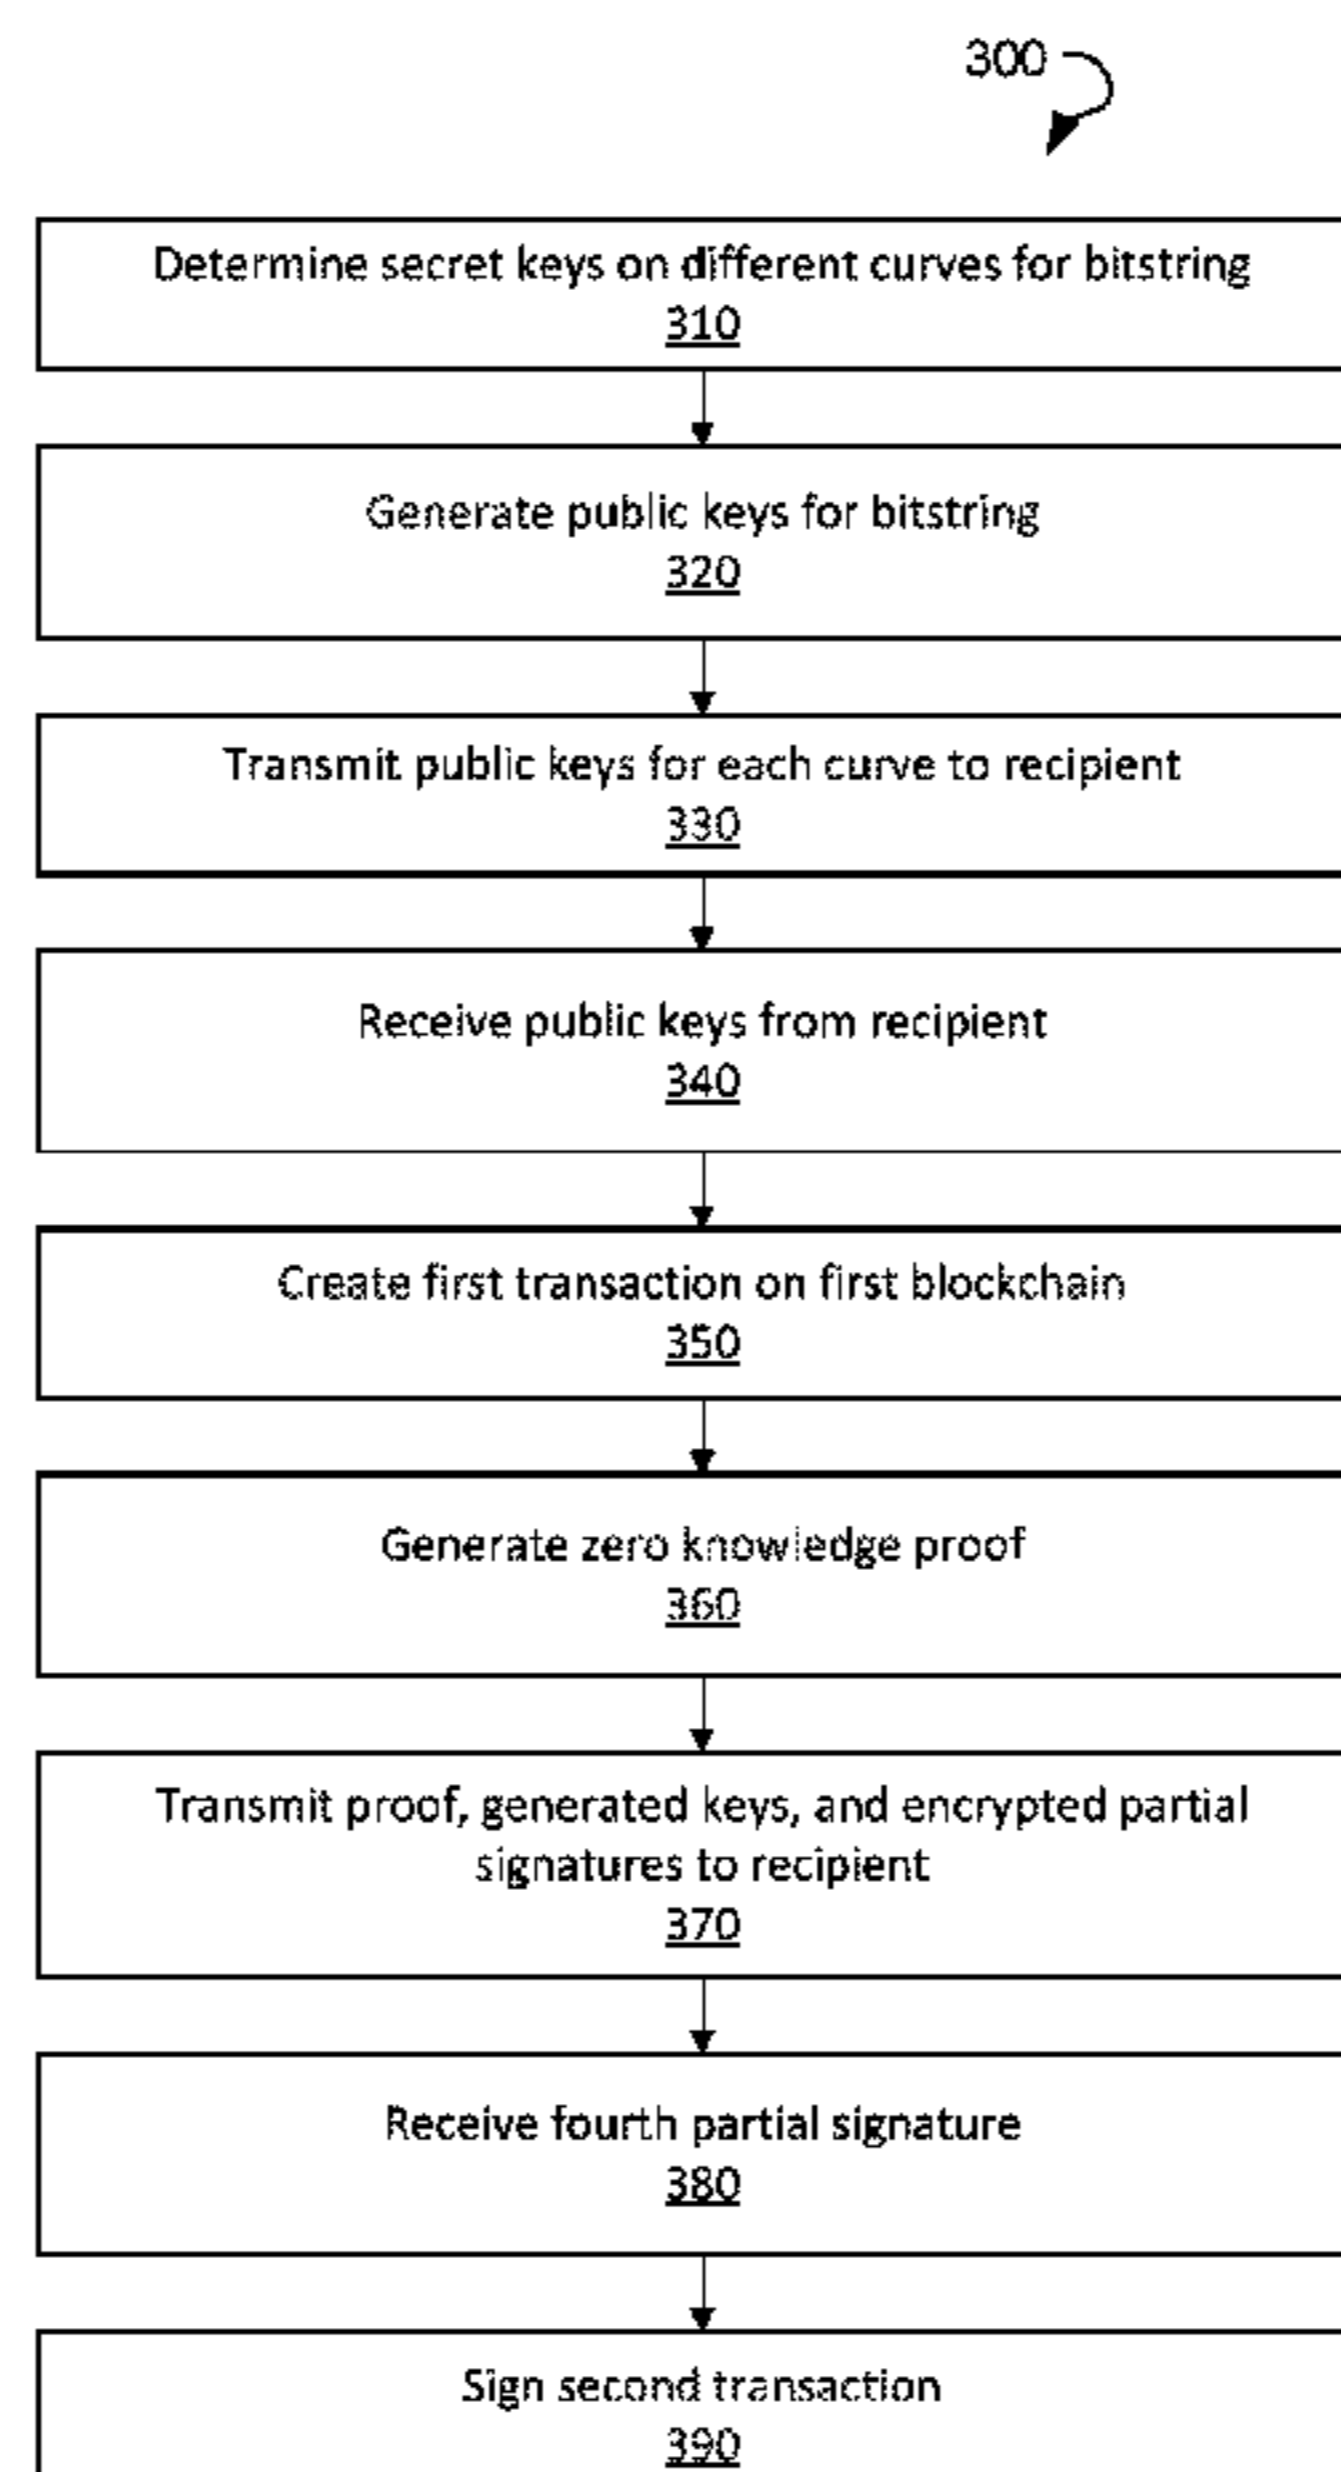 300
Determine secret keys on different curves for bitstring
310
Generate public keys for bitstring
320
Transmit public keys for each curve to recipient
330
Receive public keys from recipient
340
Create first transaction on first blockchain
350
Generate zero knowledge proof
360
Transmit proof, generated keys, and encrypted partial
signatures to recipient
370
Receive fourth partial signature
380
Sign second transaction
390